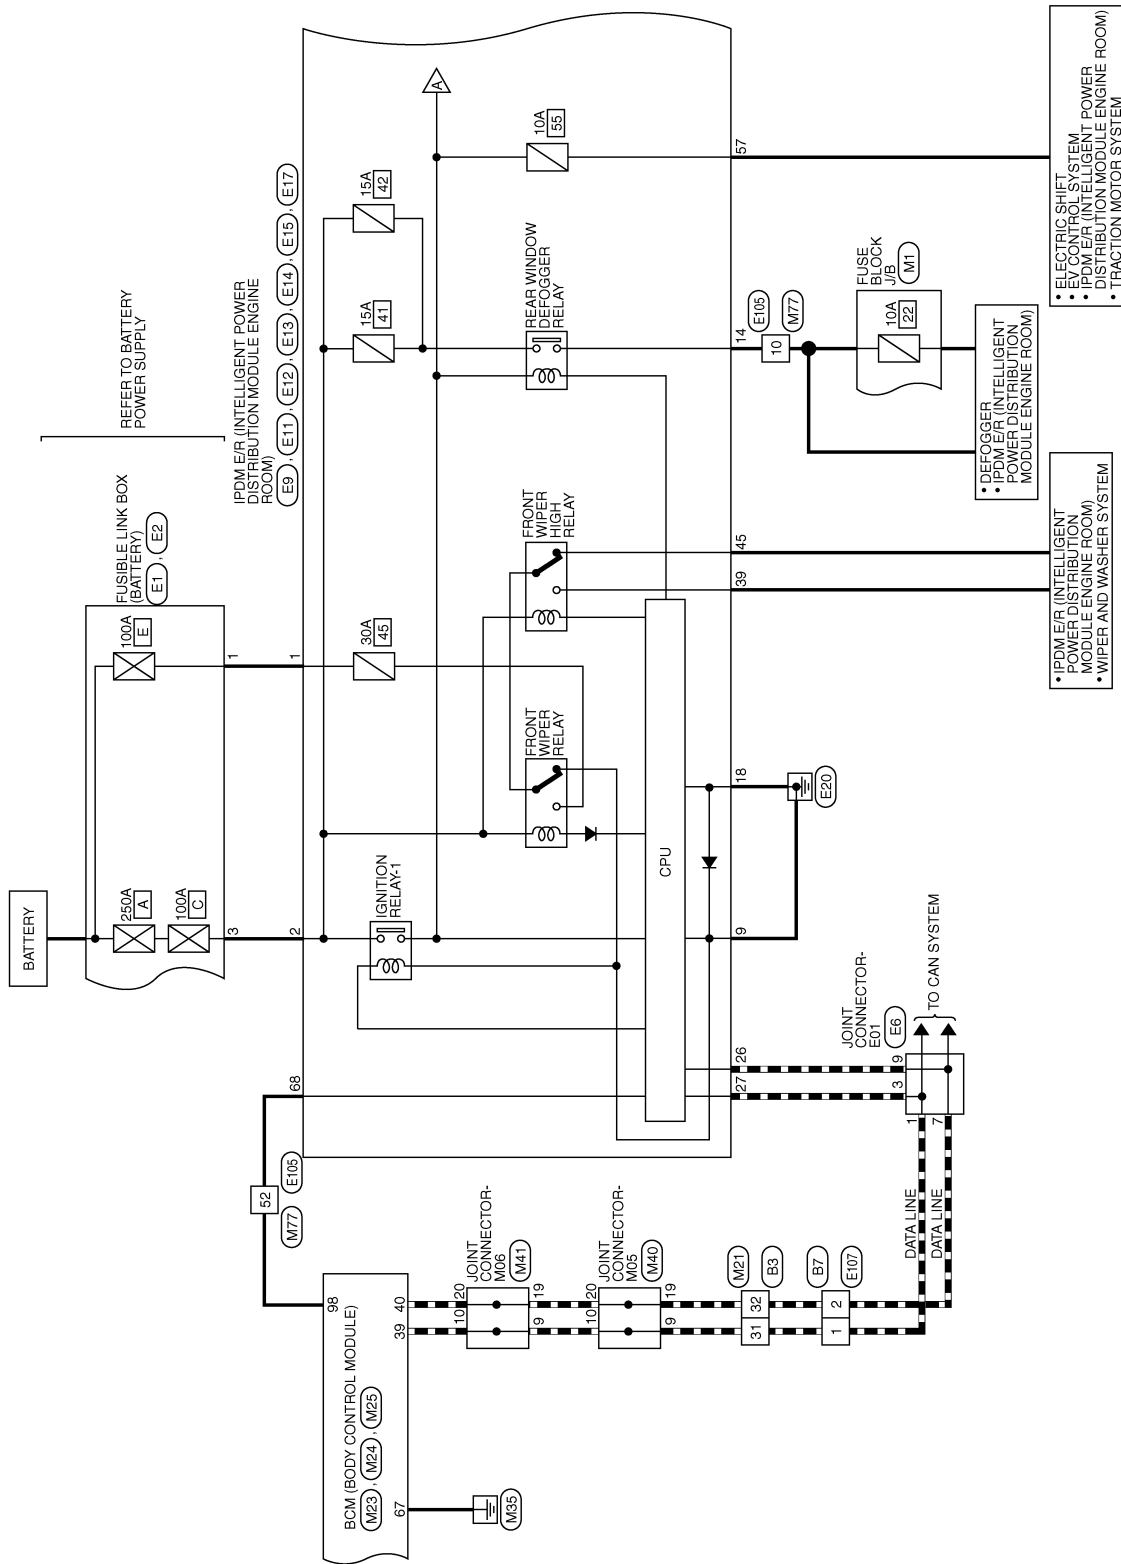 REFER TO BATTERY
POWER SUPPLY
BATTERY
FUSIBLE LINK BOX
(BATTERY)
E1 , E2
250A
A
100A
C
100A
E
3
1
2
1
IPDM E/R (INTELLIGENT POWER
DISTRIBUTION MODULE ENGINE
ROOM)
E9 , E11 , E12 , E13 , E14 , E15 , E17
68
IGNITION
RELAY-1
30A
45
15A
41
15A
42
A
FRONT
WIPER
RELAY
FRONT
WIPER
HIGH
RELAY
REAR WINDOW
DEFOGGER
RELAY
10A
55
CPU
27
26
9
18
39
45
14
57
E20
52
M77
E105
BCM (BODY CONTROL MODULE)
M23 , M24 , M25
98
67
39
40
M35
10
20
JOINT
CONNECTOR-
M06
M41
9
19
10
20
JOINT
CONNECTOR-
M05
M40
9
19
31
32
M21
B3
1
2
B7
E107
DATA LINE
DATA LINE
JOINT
CONNECTOR-
E01
E6
1
7
3
9
TO CAN SYSTEM
10
E105
M77
FUSE
BLOCK
J/B
M1
10A
22
• IPDM E/R (INTELLIGENT
POWER DISTRIBUTION
MODULE ENGINE ROOM)
• WIPER AND WASHER SYSTEM
• DEFOGGER
• IPDM E/R (INTELLIGENT
POWER DISTRIBUTION
MODULE ENGINE ROOM)
• ELECTRIC SHIFT
• EV CONTROL SYSTEM
• IPDM E/R (INTELLIGENT POWER
DISTRIBUTION MODULE ENGINE ROOM)
• TRACTION MOTOR SYSTEM